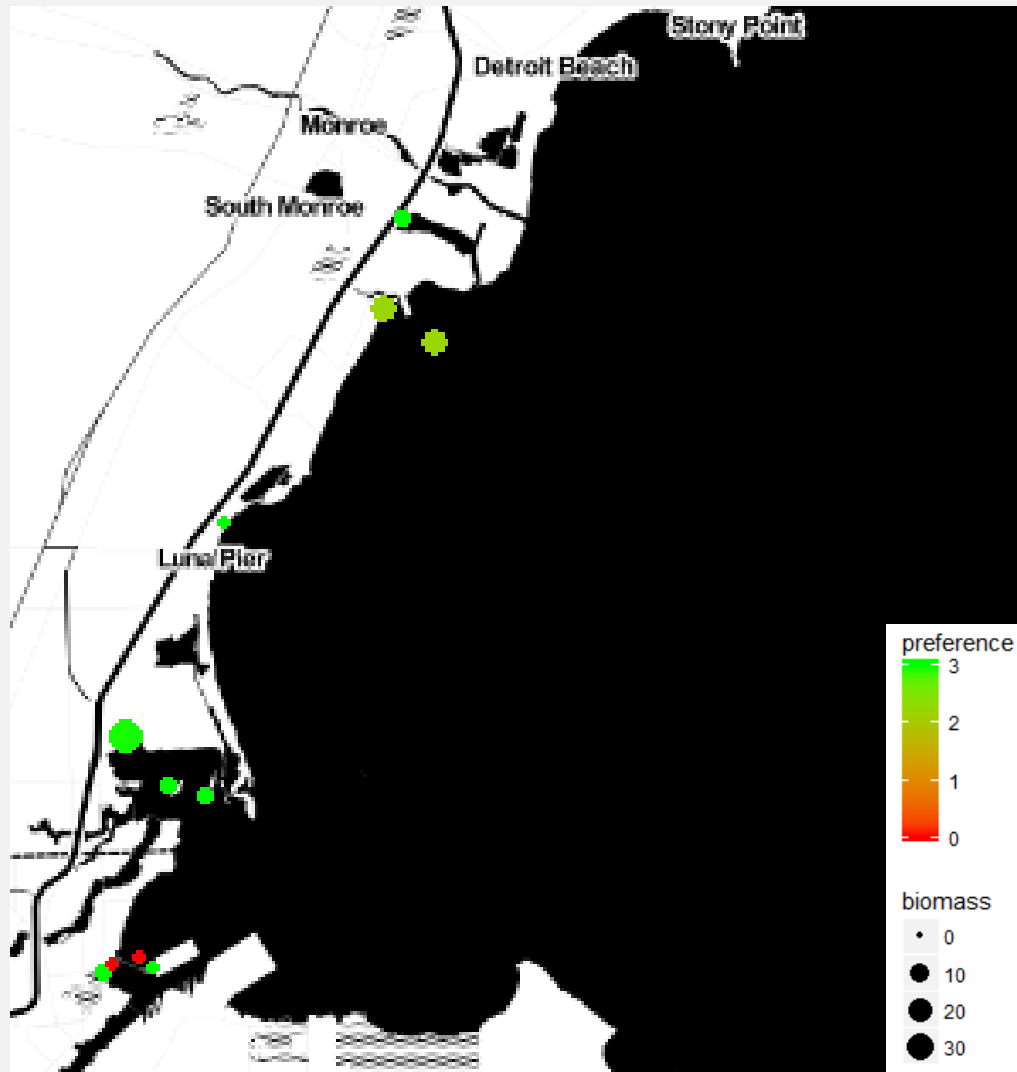 Stony Point
Detroit Beach
Monroe
South Monroe
Luna Pier
preference
3
2
1
0
biomass
0
10
20
30